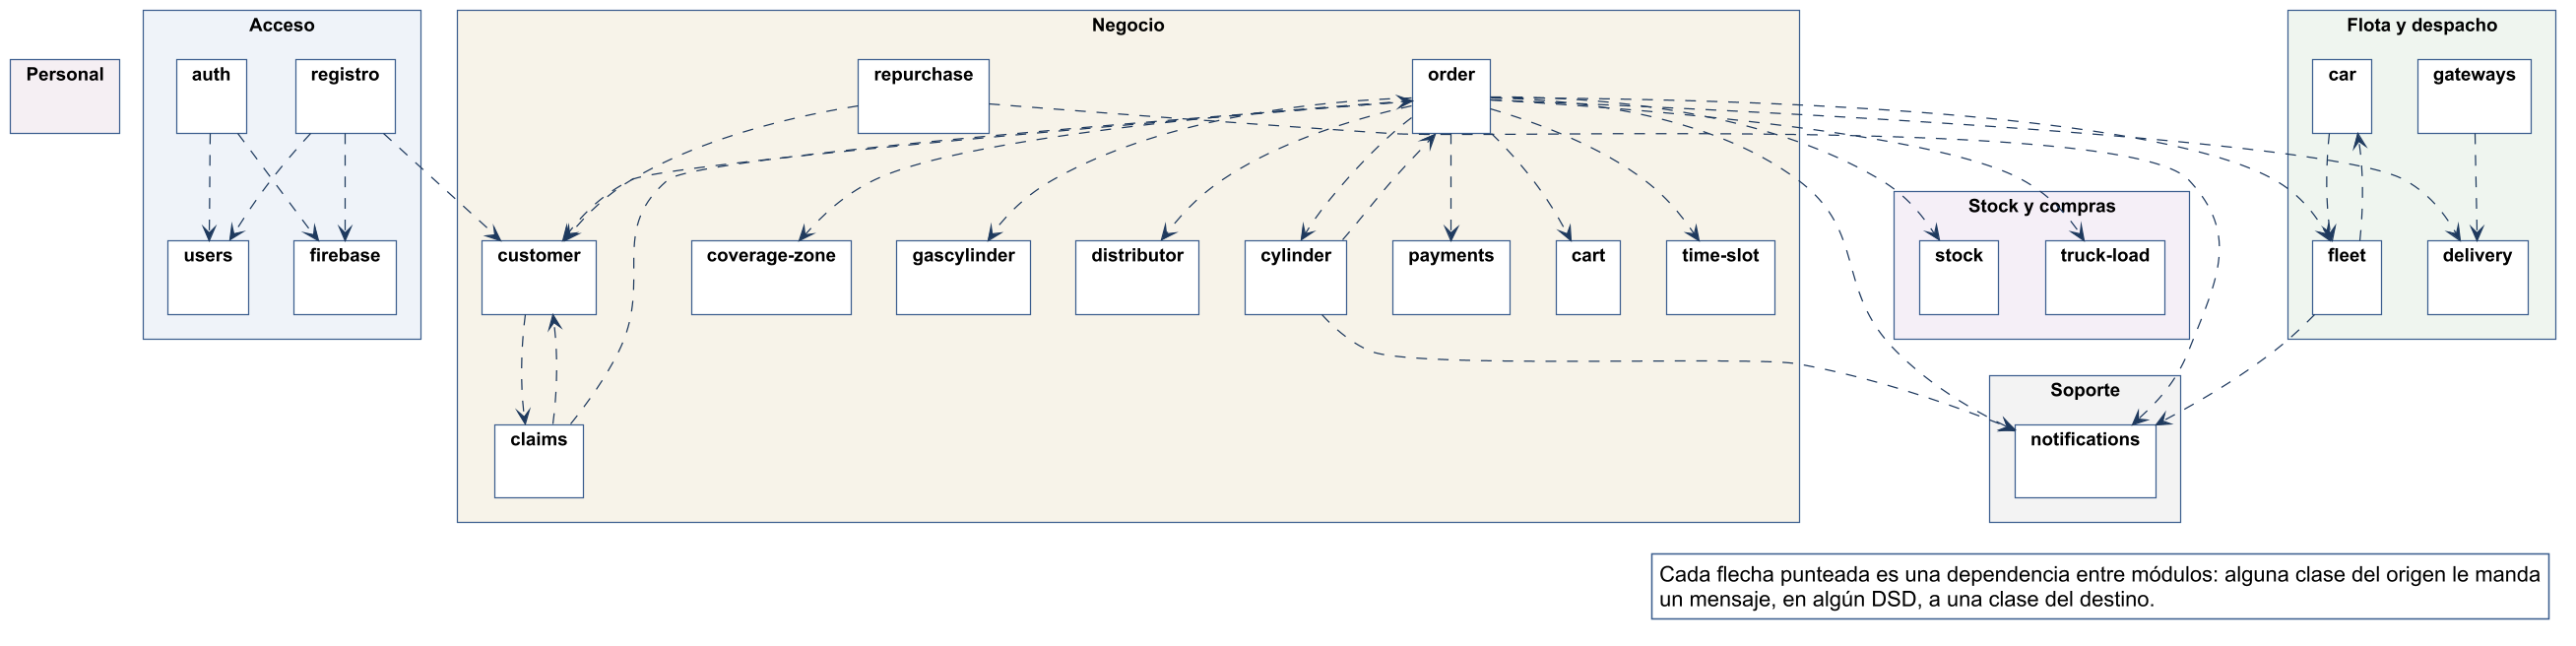 Personal
Acceso
auth
registro
users
firebase
Negocio
repurchase
order
customer
coverage-zone
gascylinder
distributor
cylinder
payments
cart
time-slot
claims
Stock y compras
stock
truck-load
Flota y despacho
car
gateways
fleet
delivery
Soporte
notifications
Cada flecha punteada es una dependencia entre módulos: alguna clase del origen le manda
un mensaje, en algún DSD, a una clase del destino.